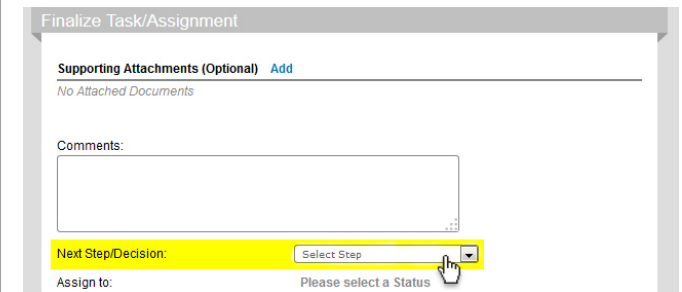 Finalize Task/Assignment
Supporting Attachments (Optional) Add
No Attached Documents
Comments:
Next Step/Decision: Select Step
Assign to: Please select a Status